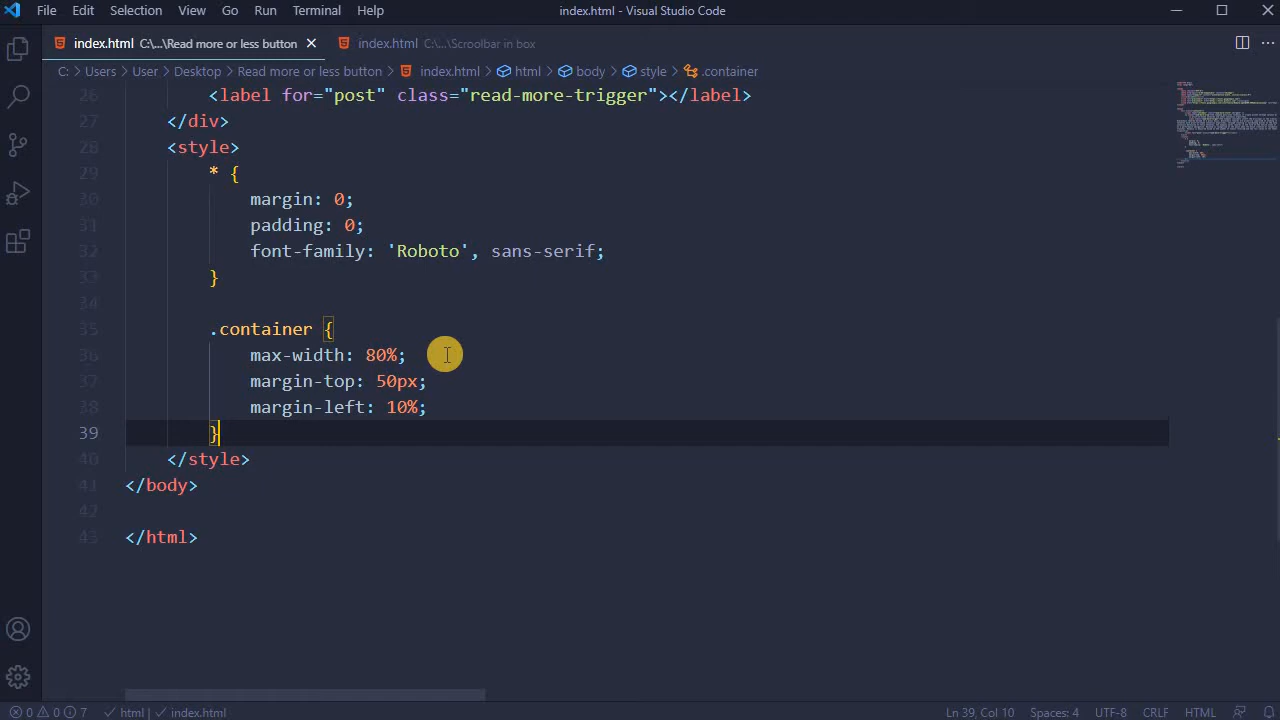 File Edit Selection View Go Run Terminal Help index.html - Visual Studio Code
index.html C:\...\Read more or less button index.html C:\...\Scroolbar in box
C: > Users > User > Desktop > Read more or less button > index.html > html > body > style > .container
26 <label for="post" class="read-more-trigger"></label>
27 </div>
28 <style>
29 * {
30 margin: 0;
31 padding: 0;
32 font-family: 'Roboto', sans-serif;
33 }
34
35 .container {
36 max-width: 80%;
37 margin-top: 50px;
38 margin-left: 10%;
39 }
40 </style>
41 </body>
42
43 </html>
0 0 7 html | index.html Ln 39, Col 10 Spaces: 4 UTF-8 CRLF HTML